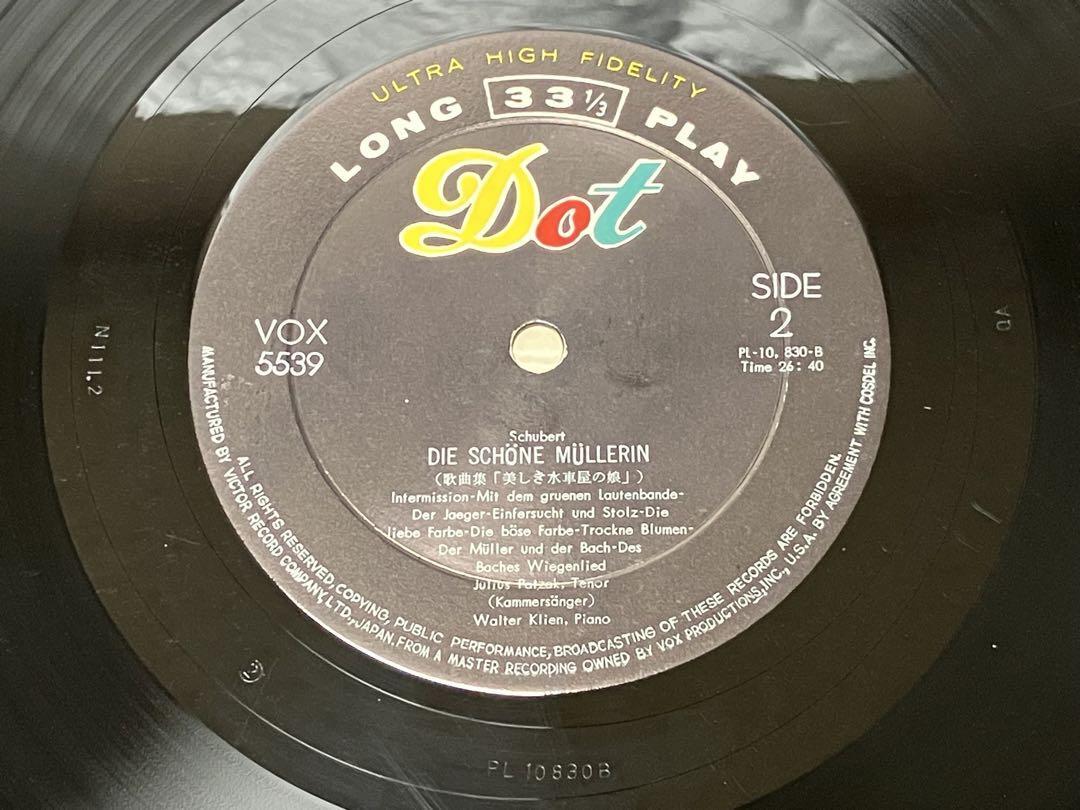 ULTRA HIGH FIDELITY
LONG 33 1/3 PLAY
Dot
SIDE
2
VOX
5539
PL-10, 830-B
Time 26:40
Schubert
DIE SCHÖNE MÜLLERIN
(歌曲集「美しき水車屋の娘」)
Intermission-Mit dem gruenen Lautenbande-
Der Jaeger-Einfersucht und Stolz-Die
liebe Farbe-Die böse Farbe-Trockne Blumen-
Der Müller und der Bach-Des
Baches Wiegenlied
Julius Patzak, Tenor
(Kammersänger)
Walter Klien, Piano
ALL RIGHTS RESERVED, COPYING, PUBLIC PERFORMANCE, BROADCASTING OF THESE RECORDS ARE FORBIDDEN.
MANUFACTURED BY VICTOR RECORD COMPANY, LTD., JAPAN. FROM A MASTER RECORDING OWNED BY VOX PRODUCTIONS, INC., U.S.A. BY AGREEMENT WITH COSDEL INC.
N111.2
AD
PL 10830B